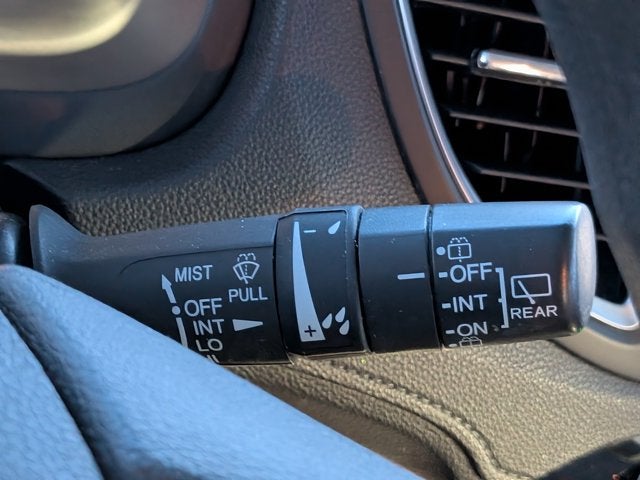 MIST
PULL
OFF
INT
LO
− 
+
OFF
INT
ON
REAR